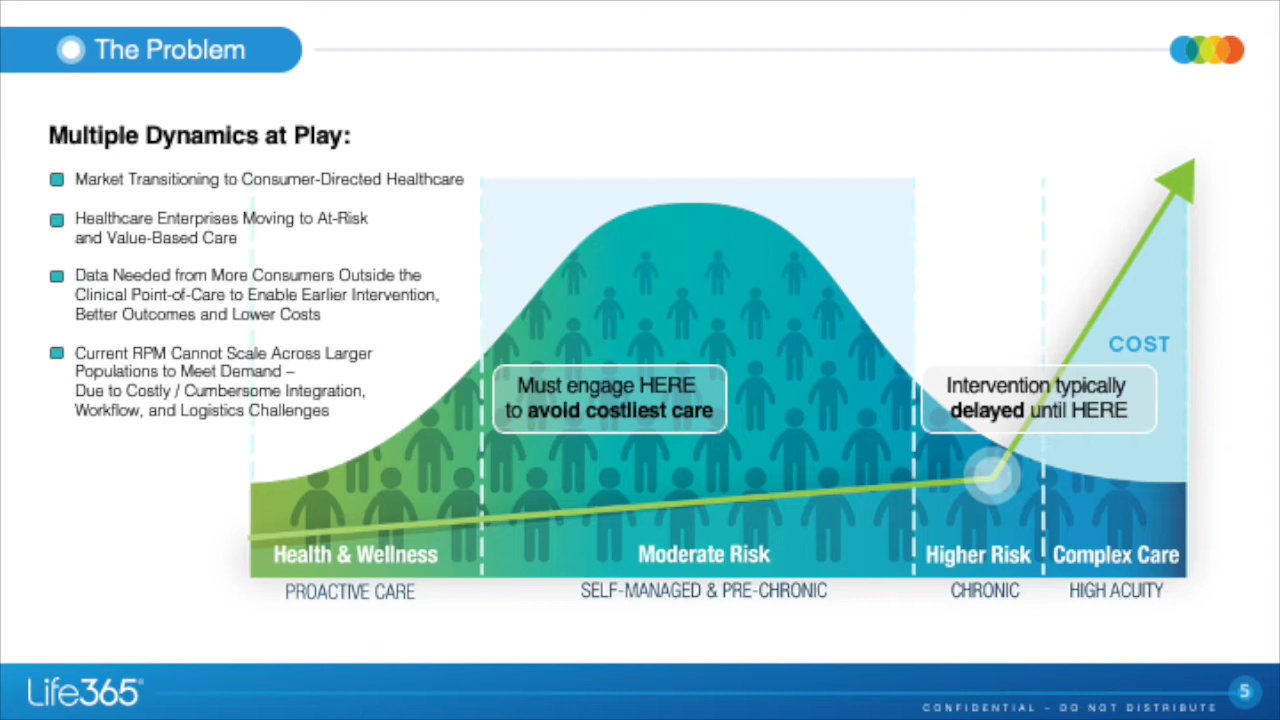 The Problem
Multiple Dynamics at Play:
Market Transitioning to Consumer-Directed Healthcare
Healthcare Enterprises Moving to At-Risk
and Value-Based Care
Data Needed from More Consumers Outside the
Clinical Point-of-Care to Enable Earlier Intervention,
Better Outcomes and Lower Costs
Current RPM Cannot Scale Across Larger
Populations to Meet Demand –
Due to Costly / Cumbersome Integration,
Workflow, and Logistics Challenges
COST
Must engage HERE
to avoid costliest care
Intervention typically
delayed until HERE
Health & Wellness
Moderate Risk
Higher Risk
Complex Care
PROACTIVE CARE
SELF-MANAGED & PRE-CHRONIC
CHRONIC
HIGH ACUITY
Life365®
CONFIDENTIAL – DO NOT DISTRIBUTE
5